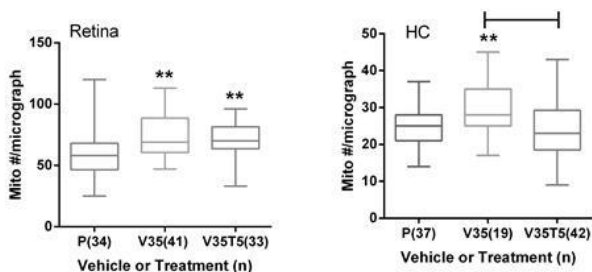 Retina
Mito #/micrograph
150
100
50
0
**
**
P(34) V35(41) V35T5(33)
Vehicle or Treatment (n)
HC
Mito #/micrograph
50
40
30
20
10
0
**
P(37) V35(19) V35T5(42)
Vehicle or Treatment (n)